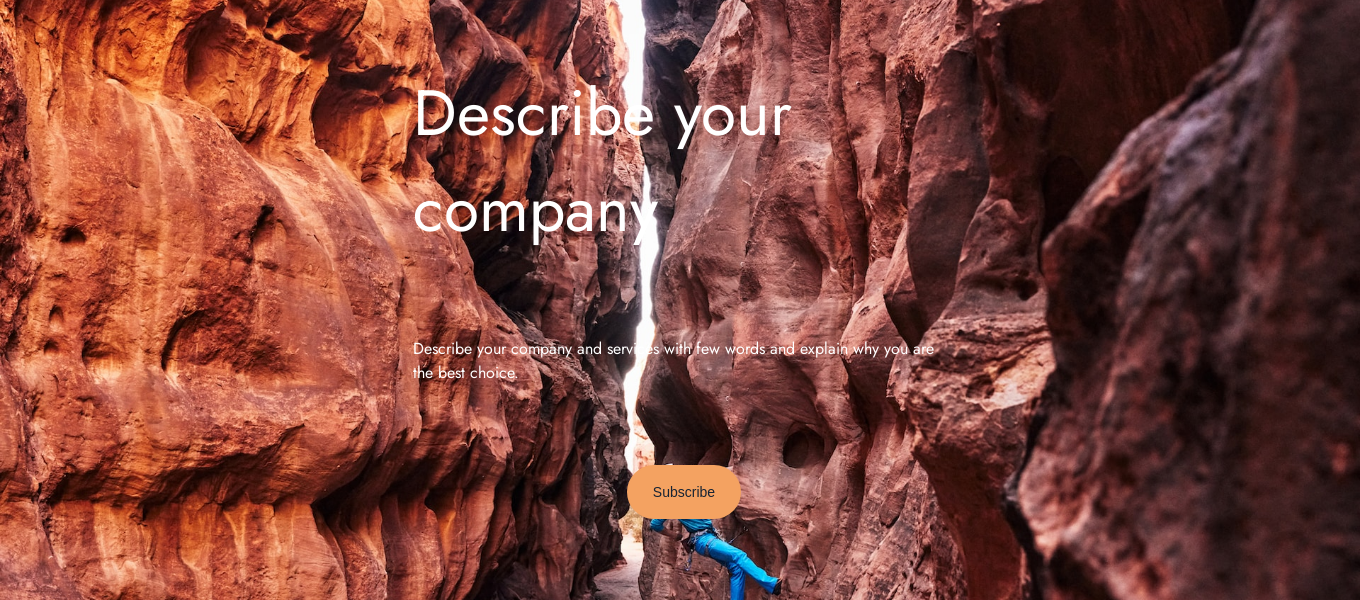 Describe your
company
Describe your company and services with few words and explain why you are
the best choice.
Subscribe